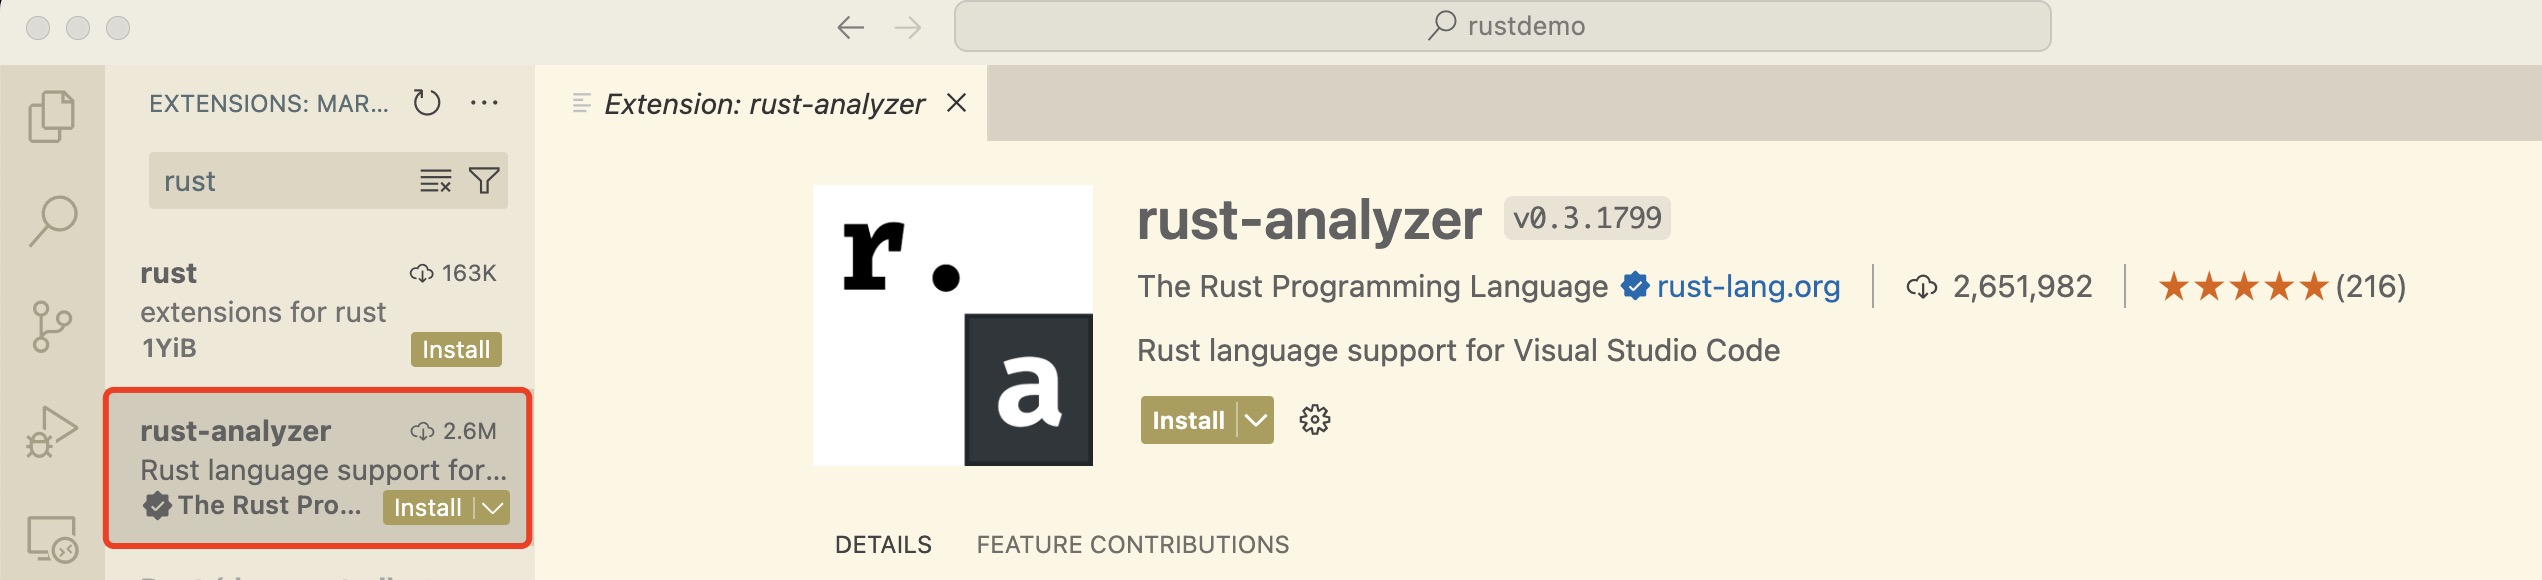 rustdemo
EXTENSIONS: MAR...
Extension: rust-analyzer
rust
rust
163K
extensions for rust
1YiB
Install
rust-analyzer
2.6M
Rust language support for...
The Rust Pro...
Install
r.
a
rust-analyzer
v0.3.1799
The Rust Programming Language rust-lang.org
2,651,982
(216)
Rust language support for Visual Studio Code
Install
DETAILS
FEATURE CONTRIBUTIONS